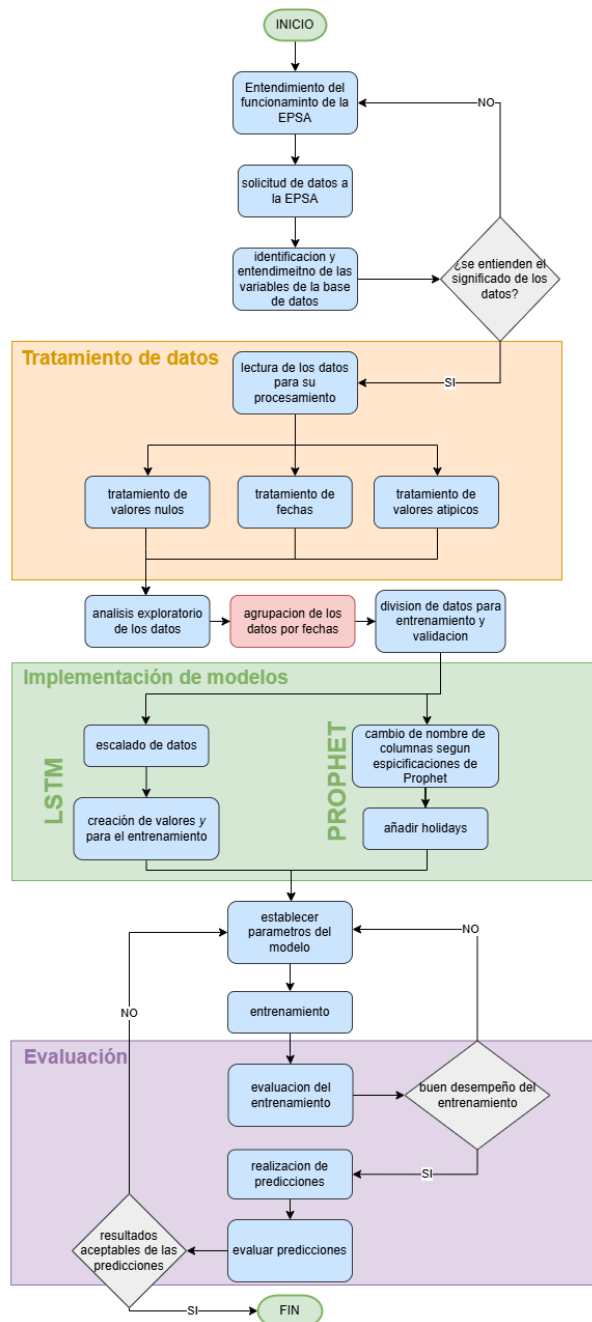 INICIO
Entendimiento del
funcionaminto de la
EPSA
NO
solicitud de datos a
la EPSA
identificacion y
entendimeitno de las
variables de la base
de datos
¿se entienden el
significado de los
datos?
Tratamiento de datos
lectura de los datos
para su
procesamiento
SI
tratamiento de
valores nulos
tratamiento de
fechas
tratamiento de
valores atipicos
analisis exploratorio
de los datos
agrupacion de los
datos por fechas
division de datos para
entrenamiento y
validacion
Implementación de modelos
LSTM
escalado de datos
creación de valores y
para el entrenamiento
PROPHET
cambio de nombre de
columnas segun
espicificaciones de
Prophet
añadir holidays
establecer
parametros del
modelo
NO
NO
entrenamiento
Evaluación
evaluacion del
entrenamiento
buen desempeño del
entrenamiento
realizacion de
predicciones
SI
evaluar predicciones
resultados
aceptables de las
predicciones
SI
FIN